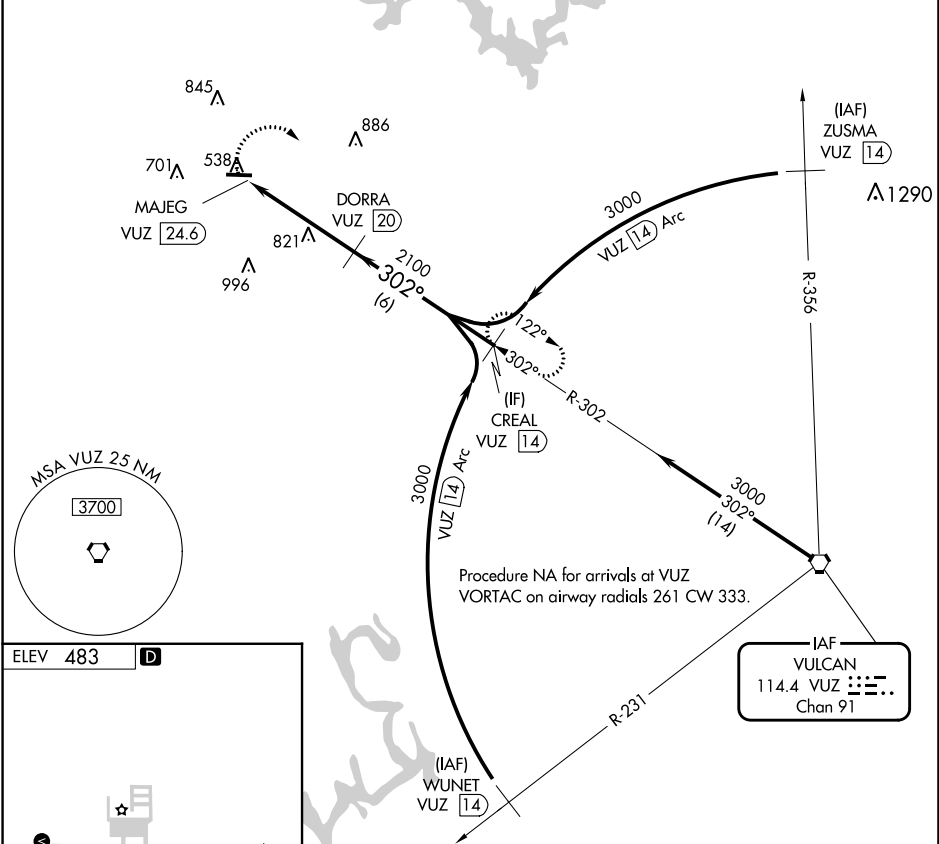 845
886
701
538
MAJEG
VUZ 24.6
DORRA
VUZ 20
821
996
2100
302°
(6)
(IAF)
ZUSMA
VUZ 14
1290
3000
VUZ 14 Arc
R-356
122°
302°
R-302
(IF)
CREAL
VUZ 14
3000
VUZ 14 Arc
3000
302°
(14)
MSA VUZ 25 NM
3700
Procedure NA for arrivals at VUZ
VORTAC on airway radials 261 CW 333.
IAF
VULCAN
114.4 VUZ
Chan 91
R-231
(IAF)
WUNET
VUZ 14
ELEV 483 D